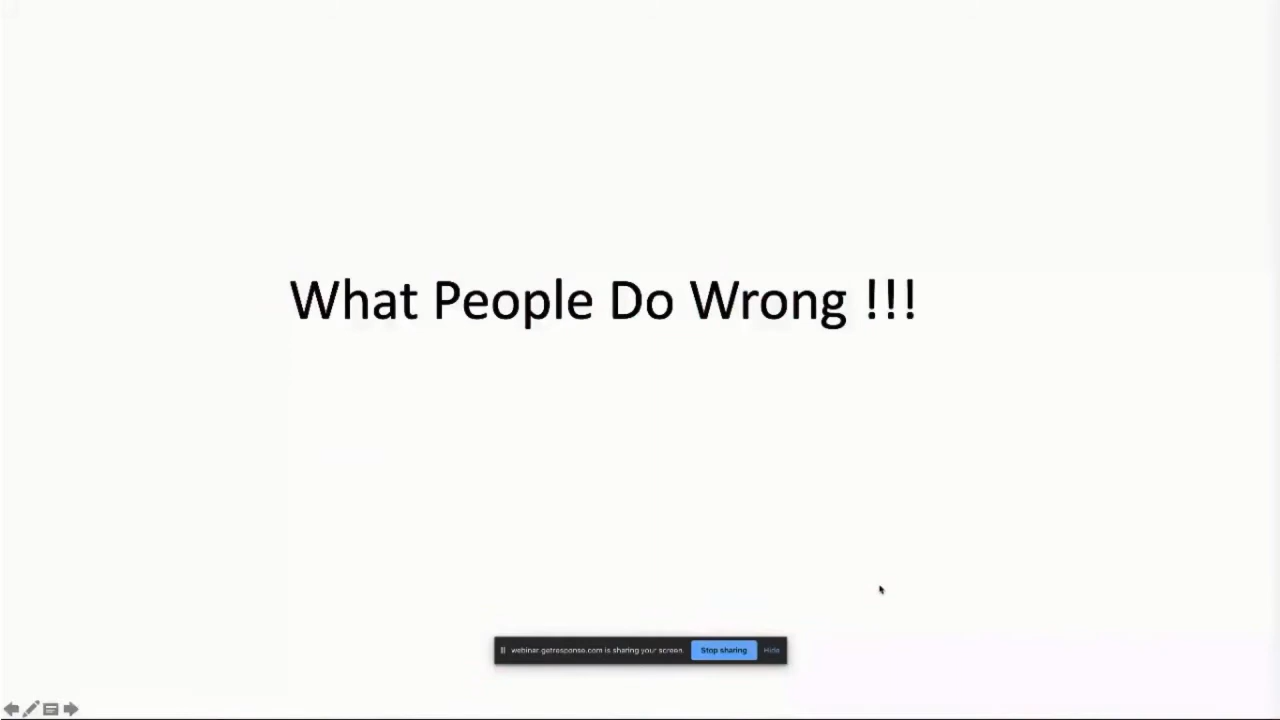 What People Do Wrong !!!
webinar.getresponse.com is sharing your screen. Stop sharing Hide